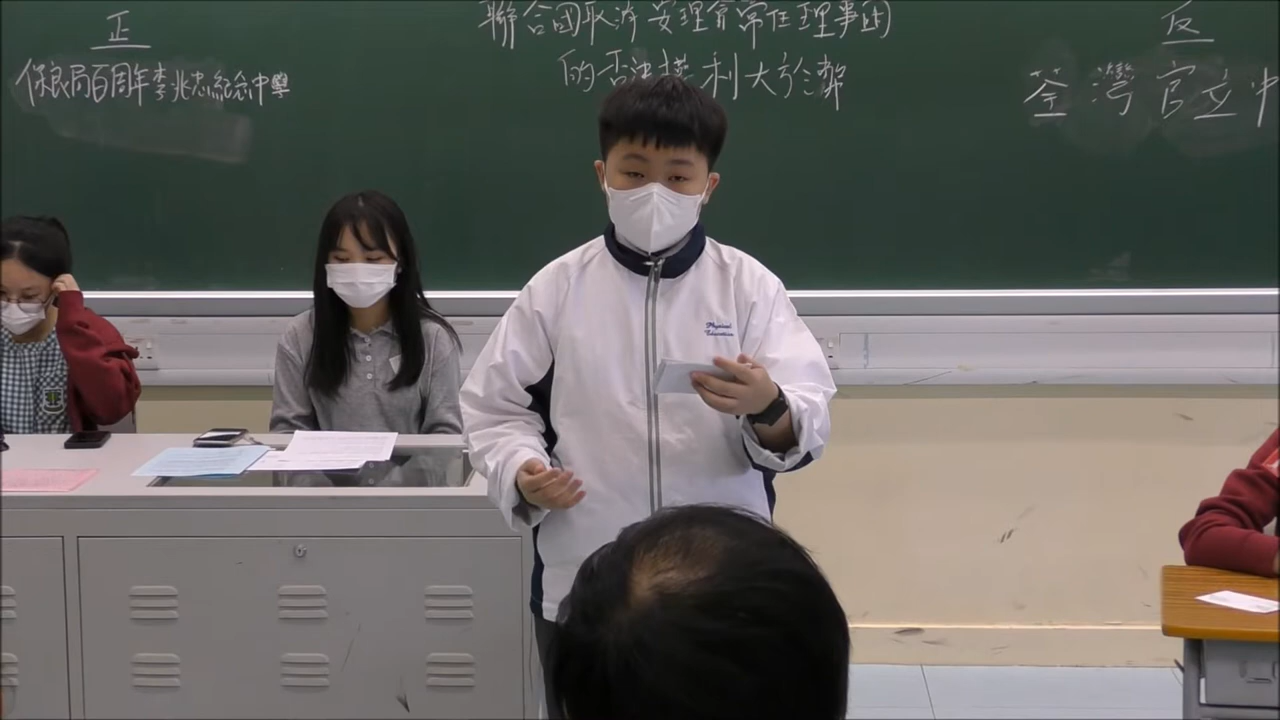 正
保良局百周年李兆忠紀念中學
聯合國取消安理會常任理事國
的否決權利大於弊
反
荃灣官立中
Physical
Education